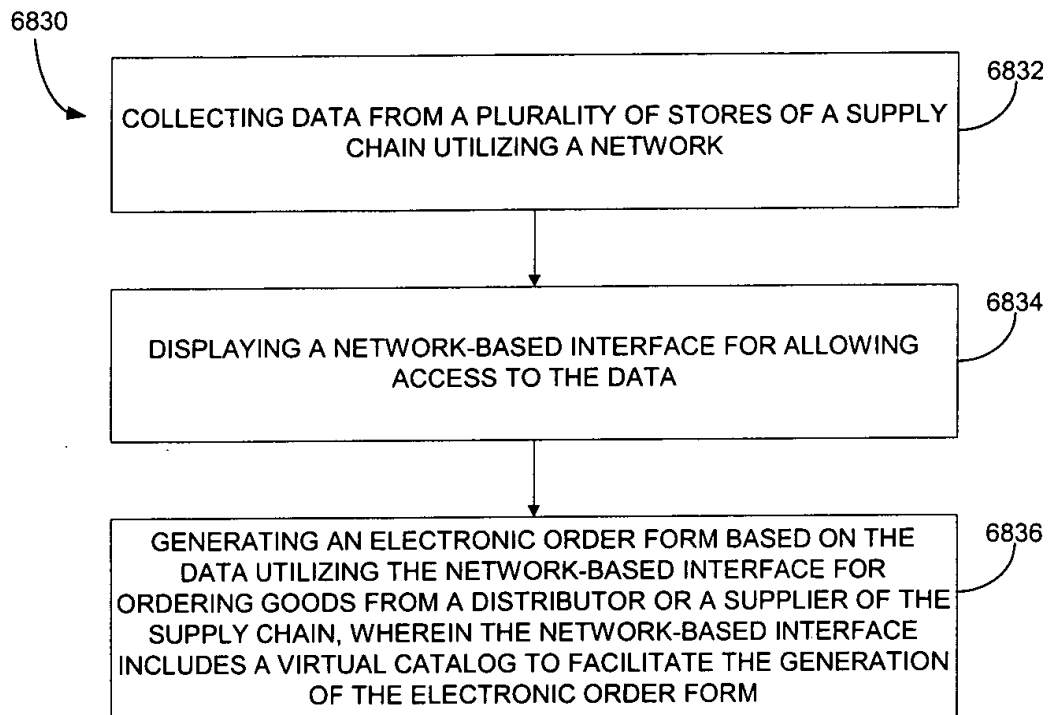 6830
6832
COLLECTING DATA FROM A PLURALITY OF STORES OF A SUPPLY
CHAIN UTILIZING A NETWORK
6834
DISPLAYING A NETWORK-BASED INTERFACE FOR ALLOWING
ACCESS TO THE DATA
6836
GENERATING AN ELECTRONIC ORDER FORM BASED ON THE
DATA UTILIZING THE NETWORK-BASED INTERFACE FOR
ORDERING GOODS FROM A DISTRIBUTOR OR A SUPPLIER OF THE
SUPPLY CHAIN, WHEREIN THE NETWORK-BASED INTERFACE
INCLUDES A VIRTUAL CATALOG TO FACILITATE THE GENERATION
OF THE ELECTRONIC ORDER FORM